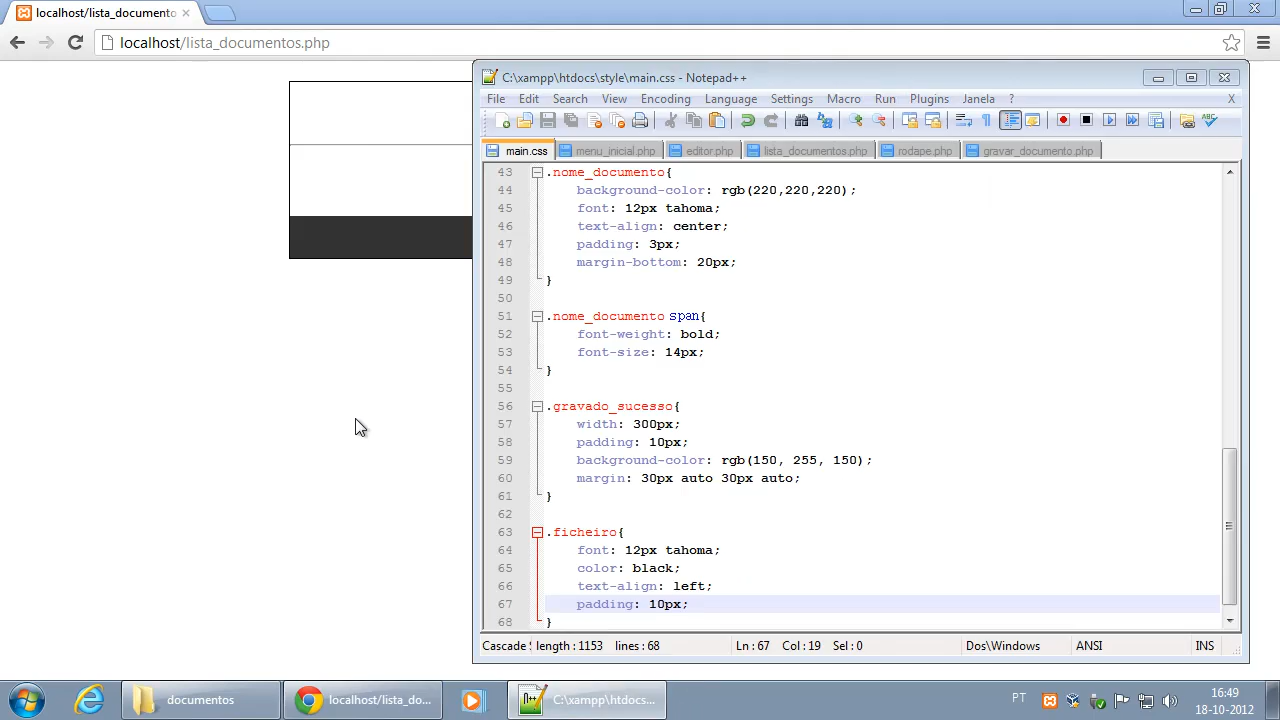 localhost/lista_documento
localhost/lista_documentos.php
C:\xampp\htdocs\style\main.css - Notepad++
File Edit Search View Encoding Language Settings Macro Run Plugins Janela ? X
main.css menu_inicial.php editor.php lista_documentos.php rodape.php gravar_documento.php
43 .nome_documento{
44 background-color: rgb(220,220,220);
45 font: 12px tahoma;
46 text-align: center;
47 padding: 3px;
48 margin-bottom: 20px;
49 }
50
51 .nome_documento span{
52 font-weight: bold;
53 font-size: 14px;
54 }
55
56 .gravado_sucesso{
57 width: 300px;
58 padding: 10px;
59 background-color: rgb(150, 255, 150);
60 margin: 30px auto 30px auto;
61 }
62
63 .ficheiro{
64 font: 12px tahoma;
65 color: black;
66 text-align: left;
67 padding: 10px;
68 }
Cascade S length : 1153 lines : 68 Ln : 67 Col : 19 Sel : 0 Dos\Windows ANSI INS
documentos localhost/lista_do... C:\xampp\htdocs... PT 16:49
18-10-2012